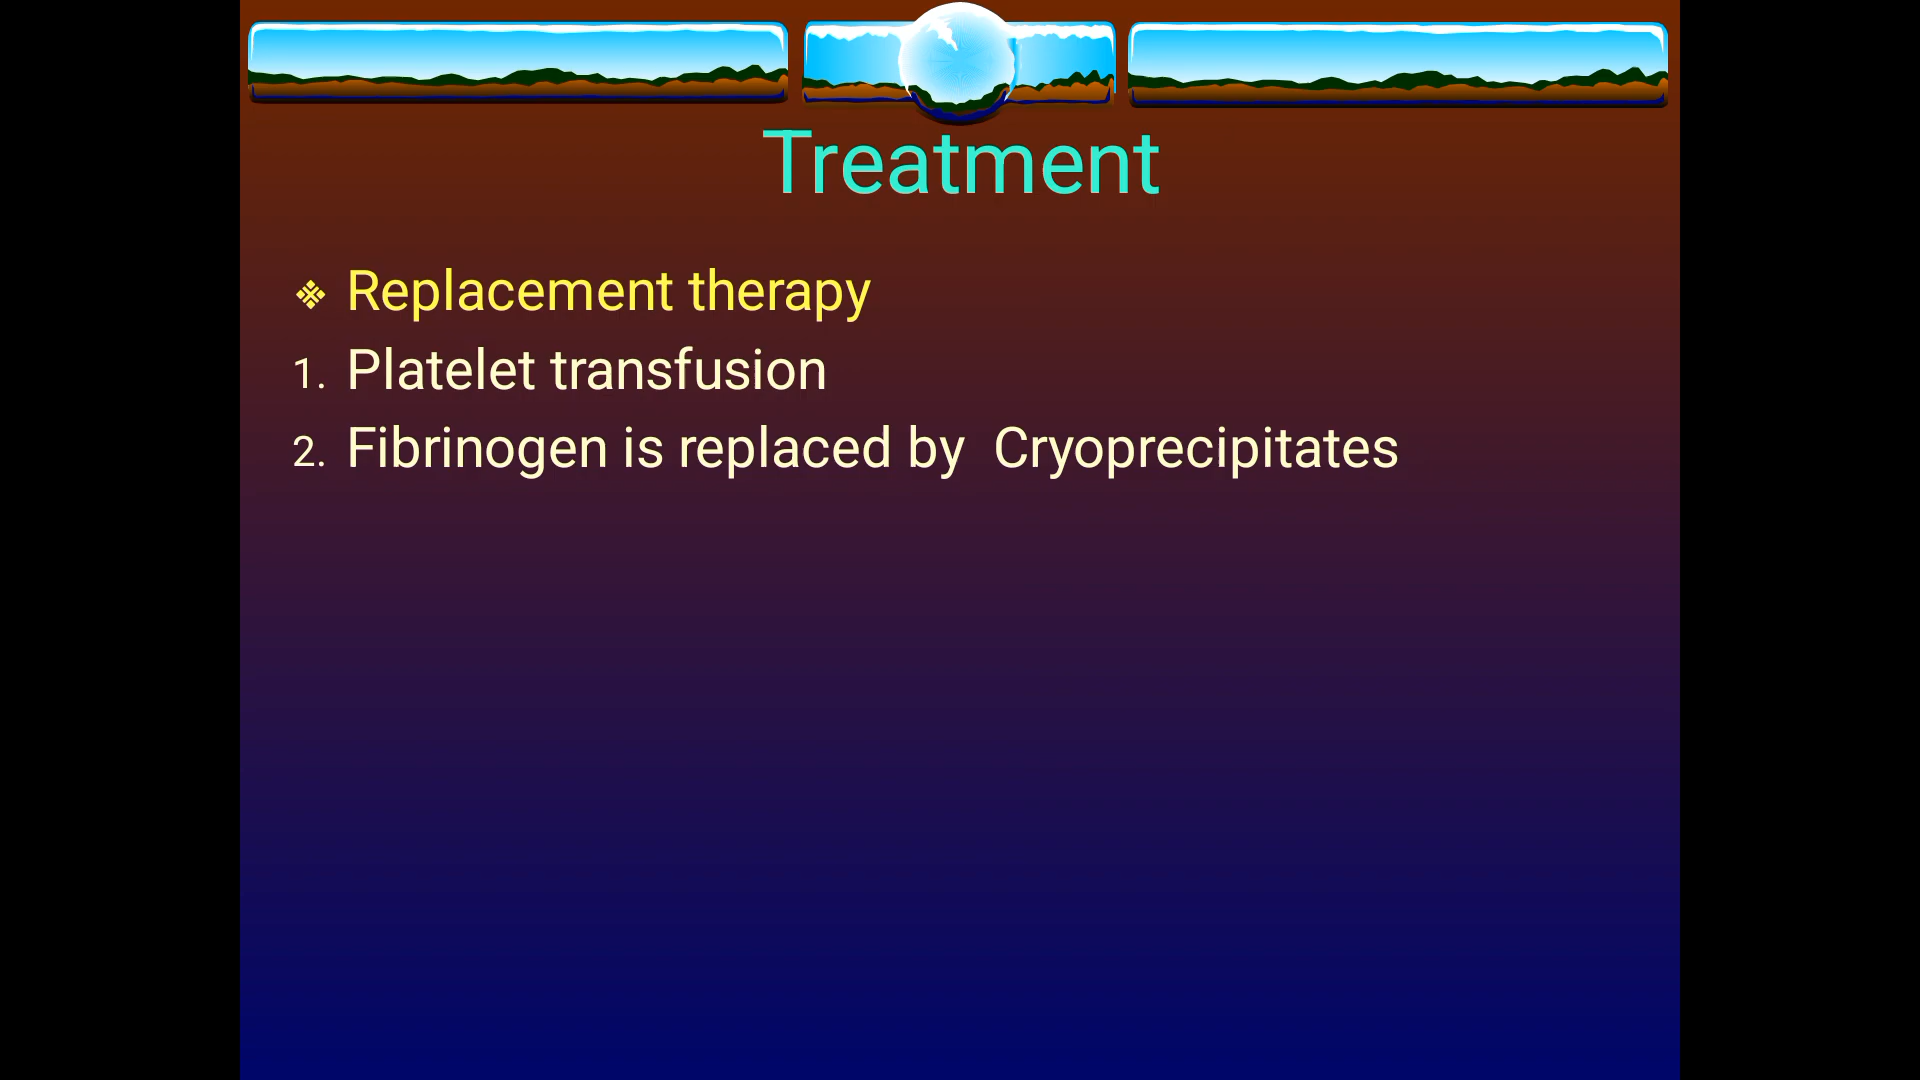 Treatment
❖ Replacement therapy
1. Platelet transfusion
2. Fibrinogen is replaced by  Cryoprecipitates